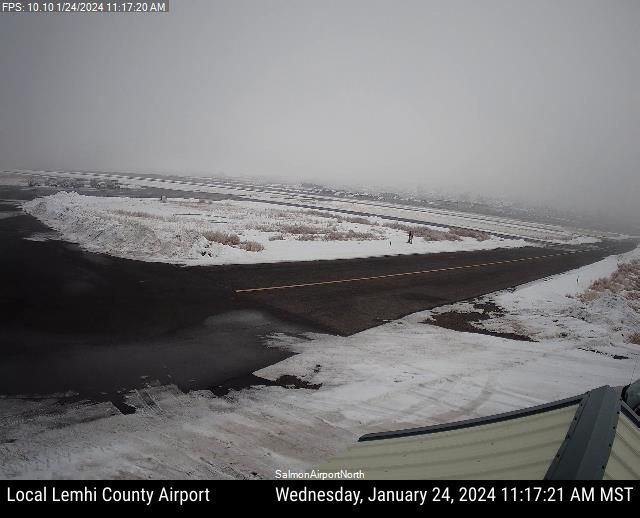 FPS: 10.10 1/24/2024 11:17:20 AM
SalmonAirportNorth
Local Lemhi County Airport Wednesday, January 24, 2024 11:17:21 AM MST